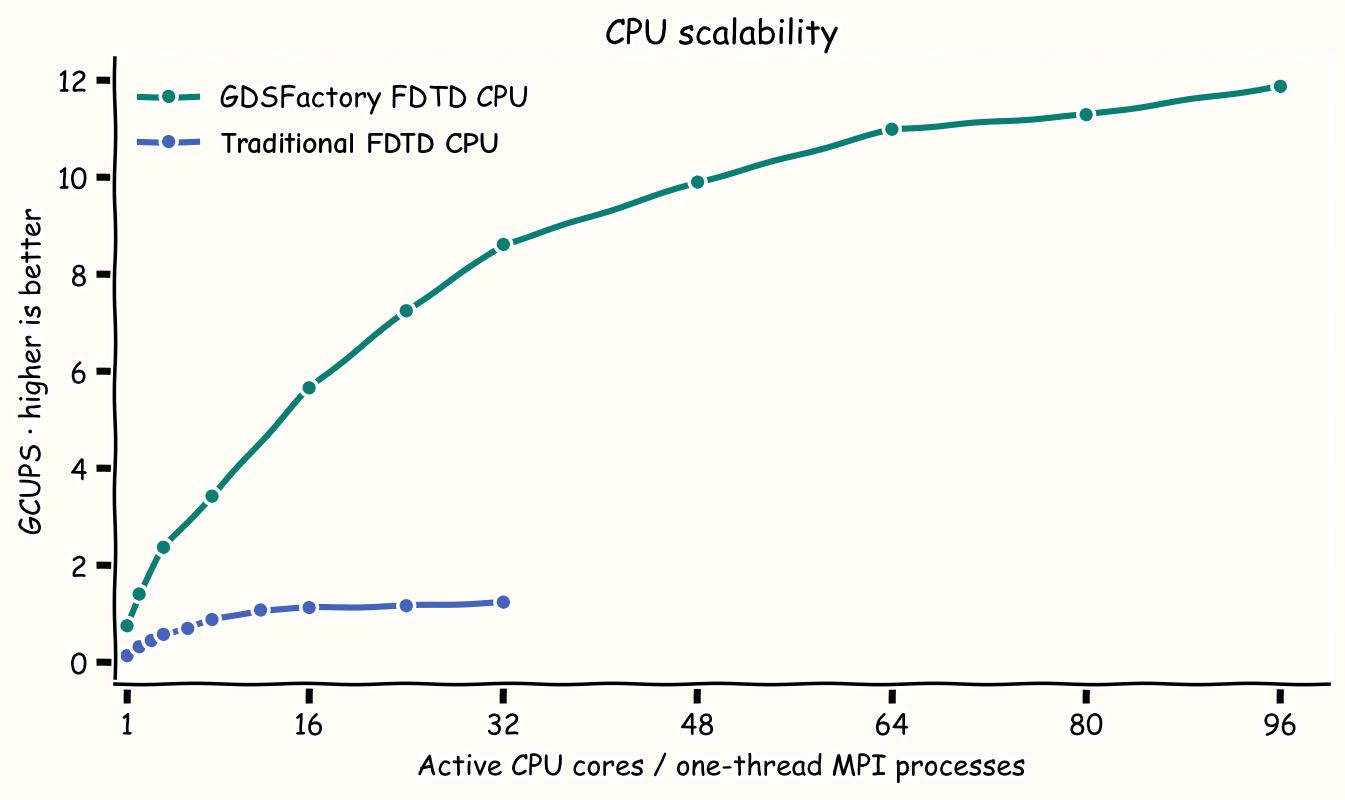 CPU scalability
GDSFactory FDTD CPU
Traditional FDTD CPU
GCUPS · higher is better
12
10
8
6
4
2
0
1 16 32 48 64 80 96
Active CPU cores / one-thread MPI processes